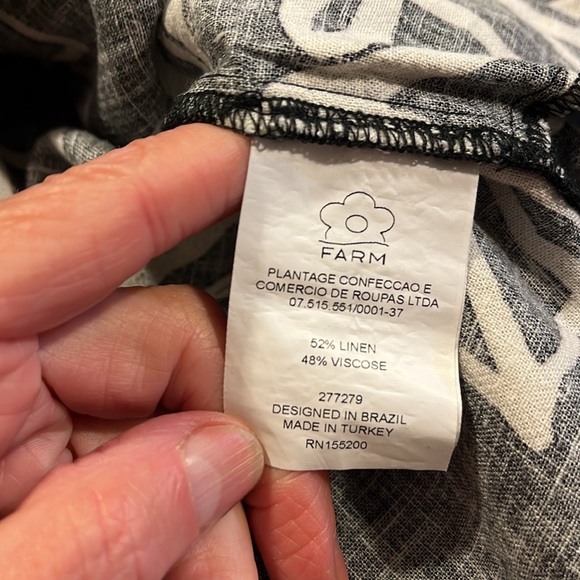 FARM
PLANTAGE CONFECCAO E
COMERCIO DE ROUPAS LTDA
07.515.551/0001-37
52% LINEN
48% VISCOSE
277279
DESIGNED IN BRAZIL
MADE IN TURKEY
RN155200